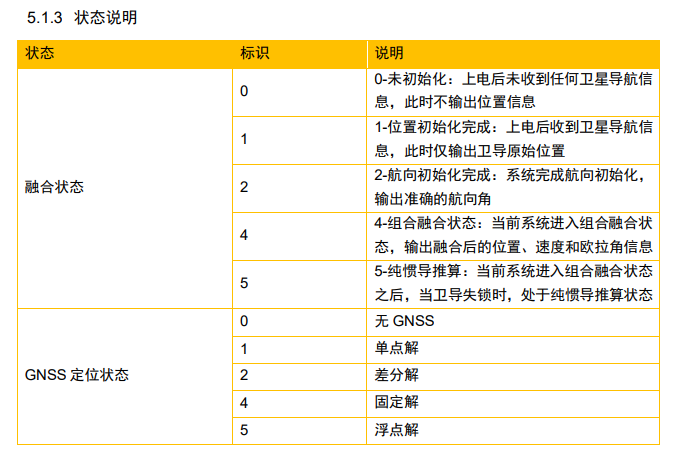 5.1.3 状态说明
状态 标识 说明
融合状态
0 0-未初始化：上电后未收到任何卫星导航信
息，此时不输出位置信息
1 1-位置初始化完成：上电后收到卫星导航信
息，此时仅输出卫导原始位置
2 2-航向初始化完成：系统完成航向初始化，
输出准确的航向角
4 4-组合融合状态：当前系统进入组合融合状
态，输出融合后的位置、速度和欧拉角信息
5 5-纯惯导推算：当前系统进入组合融合状态
之后，当卫导失锁时，处于纯惯导推算状态
GNSS 定位状态
0 无 GNSS
1 单点解
2 差分解
4 固定解
5 浮点解